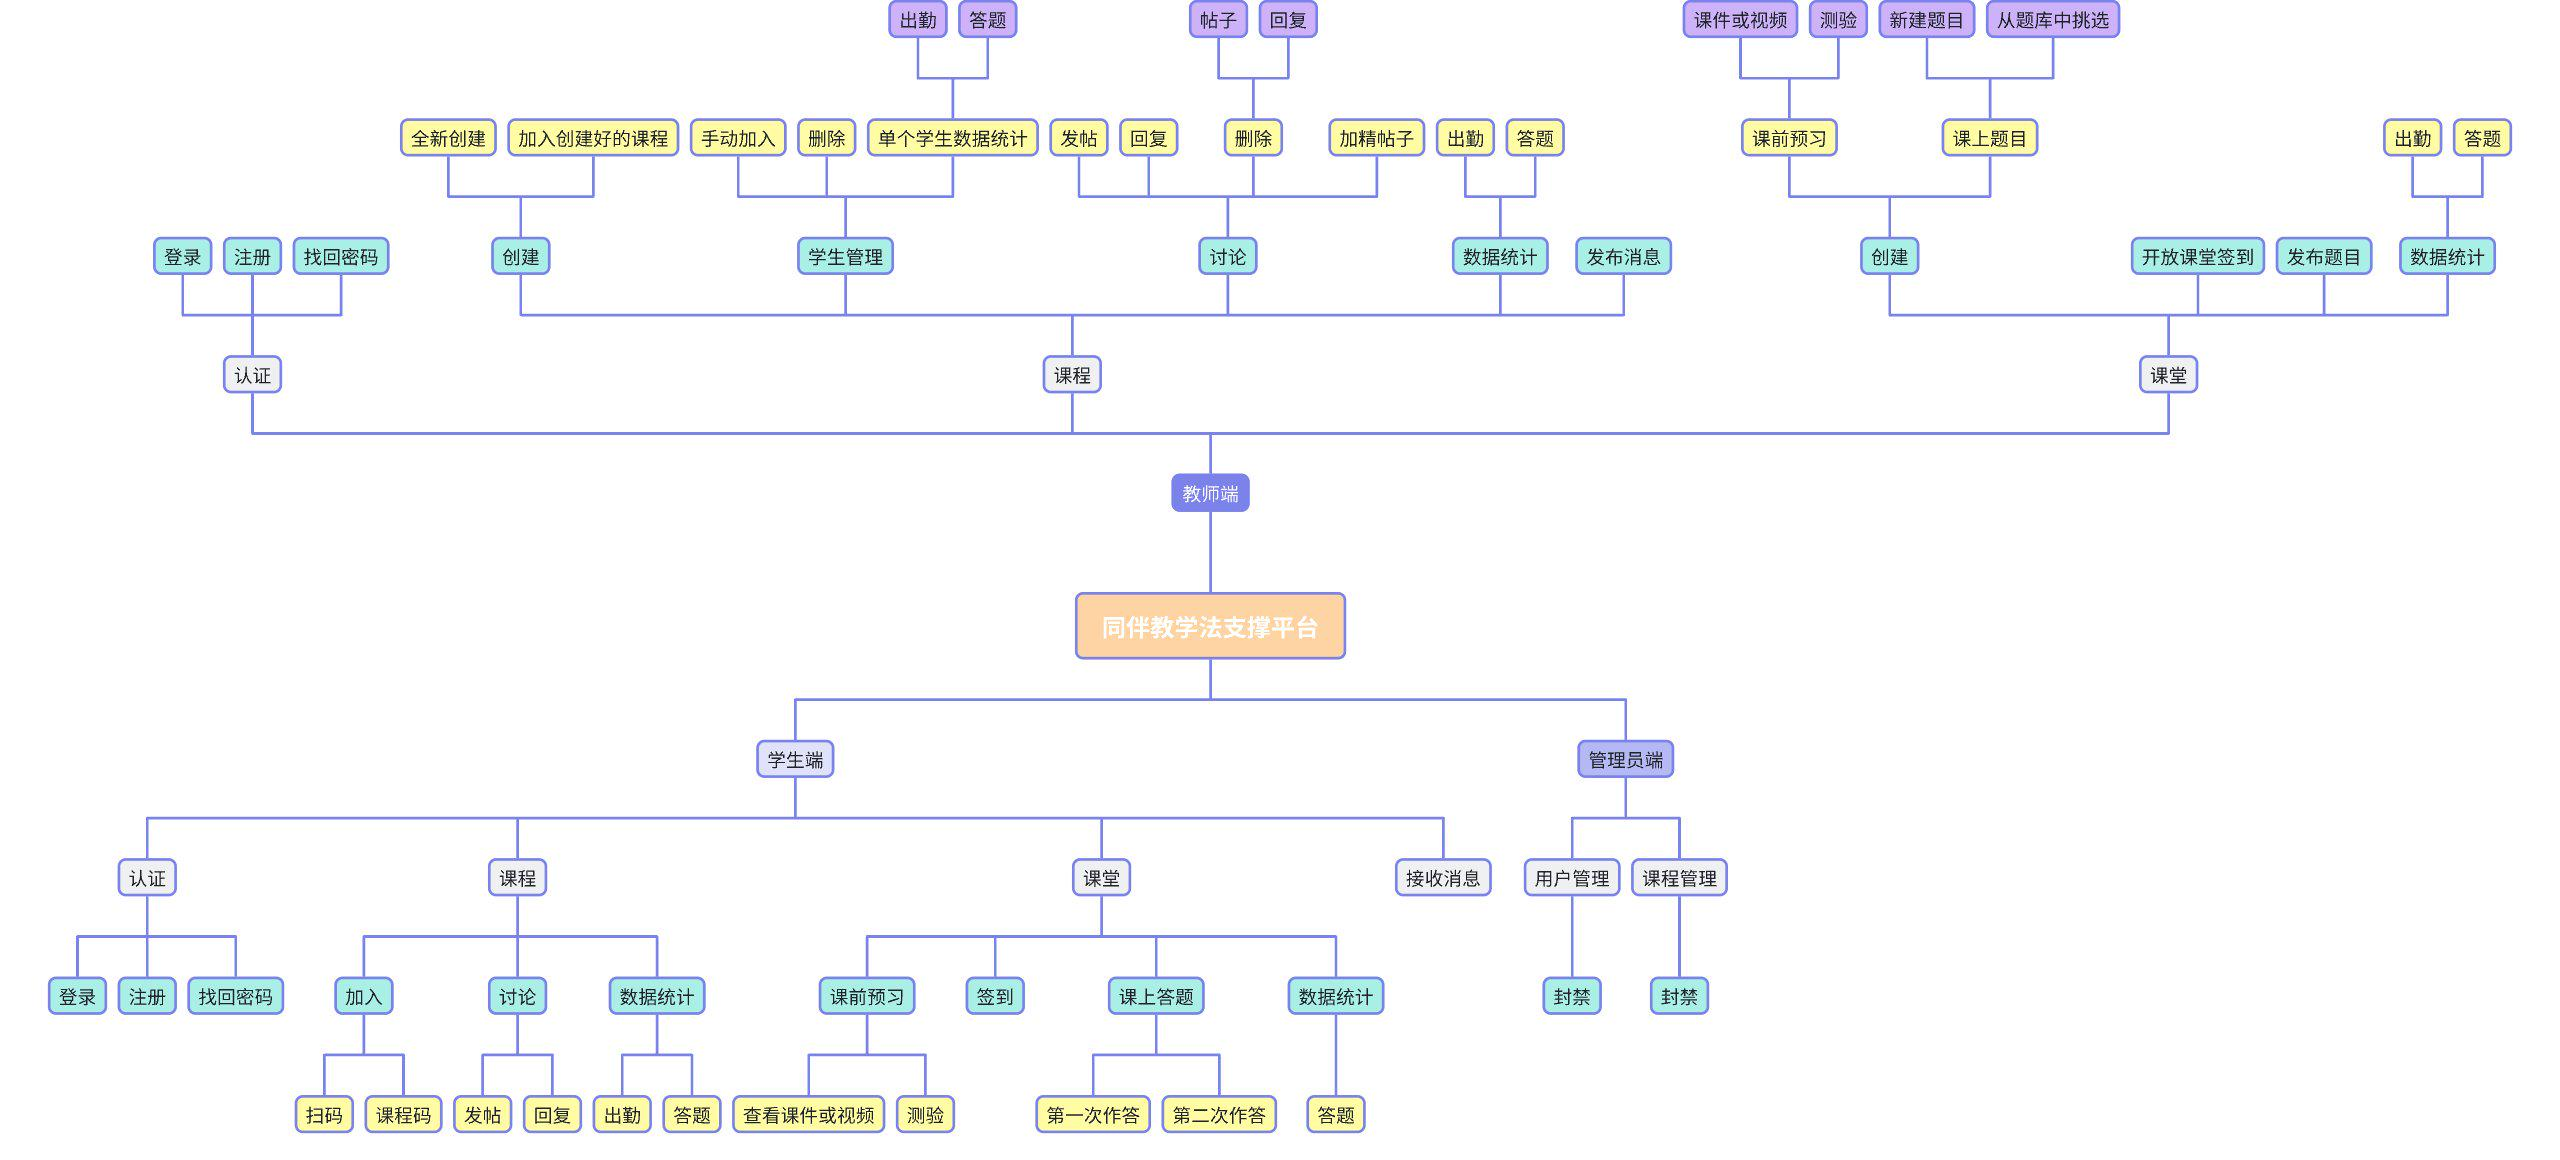 出勤
答题
帖子
回复
课件或视频
测验
新建题目
从题库中挑选
全新创建
加入创建好的课程
手动加入
删除
单个学生数据统计
发帖
回复
删除
加精帖子
出勤
答题
课前预习
课上题目
出勤
答题
登录
注册
找回密码
创建
学生管理
讨论
数据统计
发布消息
创建
开放课堂签到
发布题目
数据统计
认证
课程
课堂
教师端
同伴教学法支撑平台
学生端
管理员端
认证
课程
课堂
接收消息
用户管理
课程管理
登录
注册
找回密码
加入
讨论
数据统计
课前预习
签到
课上答题
数据统计
封禁
封禁
扫码
课程码
发帖
回复
出勤
答题
查看课件或视频
测验
第一次作答
第二次作答
答题